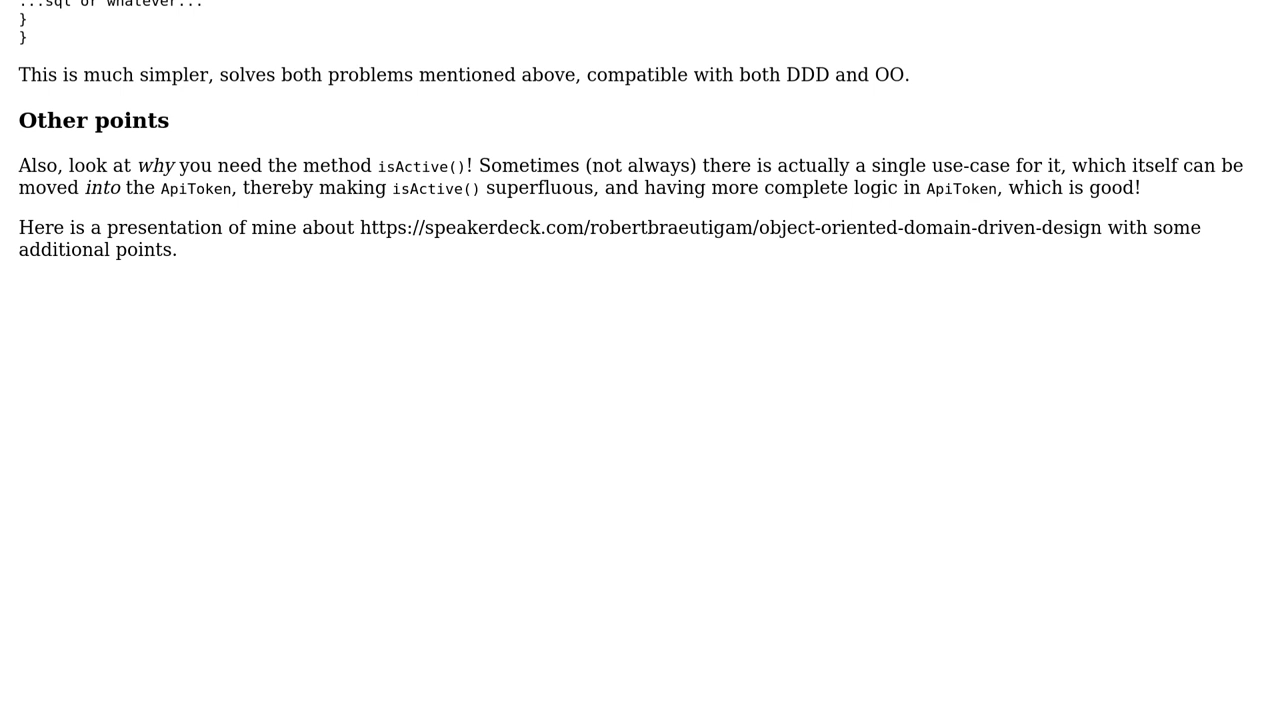 ...sql or whatever...
}
}
This is much simpler, solves both problems mentioned above, compatible with both DDD and OO.
Other points
Also, look at why you need the method isActive()! Sometimes (not always) there is actually a single use-case for it, which itself can be
moved into the ApiToken, thereby making isActive() superfluous, and having more complete logic in ApiToken, which is good!
Here is a presentation of mine about https://speakerdeck.com/robertbraeutigam/object-oriented-domain-driven-design with some
additional points.